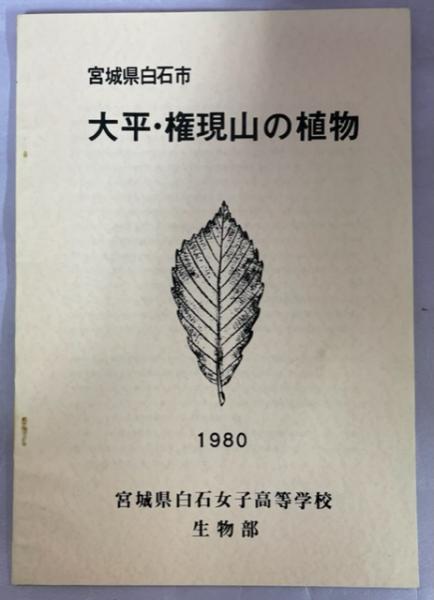 宮城県白石市
大平・権現山の植物
1980
宮城県白石女子高等学校
生物部